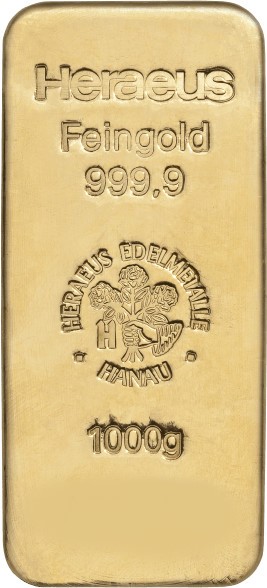 Heraeus
Feingold
999,9
HERAEUS EDELMETALLE
H
HANAU
1000g